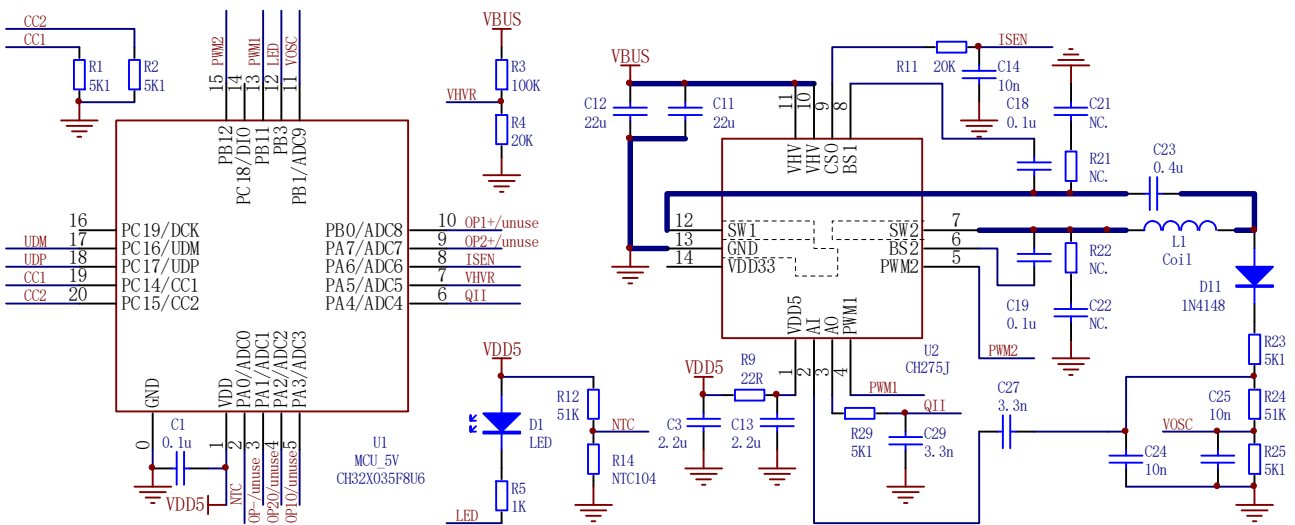 CC2
CC1
R1
5K1
R2
5K1
PWM2
PWM1
LED
VOSC
15
14
13
12
11
PB12
PC18/DIO
PB11
PB3
PB1/ADC9
16
17
18
19
20
PC19/DCK
PC16/UDM
PC17/UDP
PC14/CC1
PC15/CC2
UDM
UDP
CC1
CC2
PB0/ADC8
PA7/ADC7
PA6/ADC6
PA5/ADC5
PA4/ADC4
10
9
8
7
6
OP1+/unuse
OP2+/unuse
ISEN
VHVR
QII
GND
VDD
PA0/ADC0
PA1/ADC1
PA2/ADC2
PA3/ADC3
0
1
2
3
4
5
NTC
OP-/unuse
OP2O/unuse
OP1O/unuse
C1
0.1u
VDD5
U1
MCU_5V
CH32X035F8U6
VBUS
R3
100K
VHVR
R4
20K
VDD5
D1
LED
R5
1K
LED
R12
51K
NTC
R14
NTC104
VBUS
C12
22u
C11
22u
11
10
9
8
VHV
VHV
CSO
BS1
R11
20K
ISEN
C14
10n
C18
0.1u
C21
NC.
R21
NC.
C23
0.4u
12
13
14
SW1
GND
VDD33
SW2
BS2
PWM2
7
6
5
L1
Coil
R22
NC.
C19
0.1u
C22
NC.
PWM2
VDD5
AI
AO
PWM1
1
2
3
4
U2
CH275J
VDD5
R9
22R
C3
2.2u
C13
2.2u
PWM1
QII
R29
5K1
C29
3.3n
C27
3.3n
D11
1N4148
R23
5K1
C25
10n
R24
51K
VOSC
C24
10n
R25
5K1